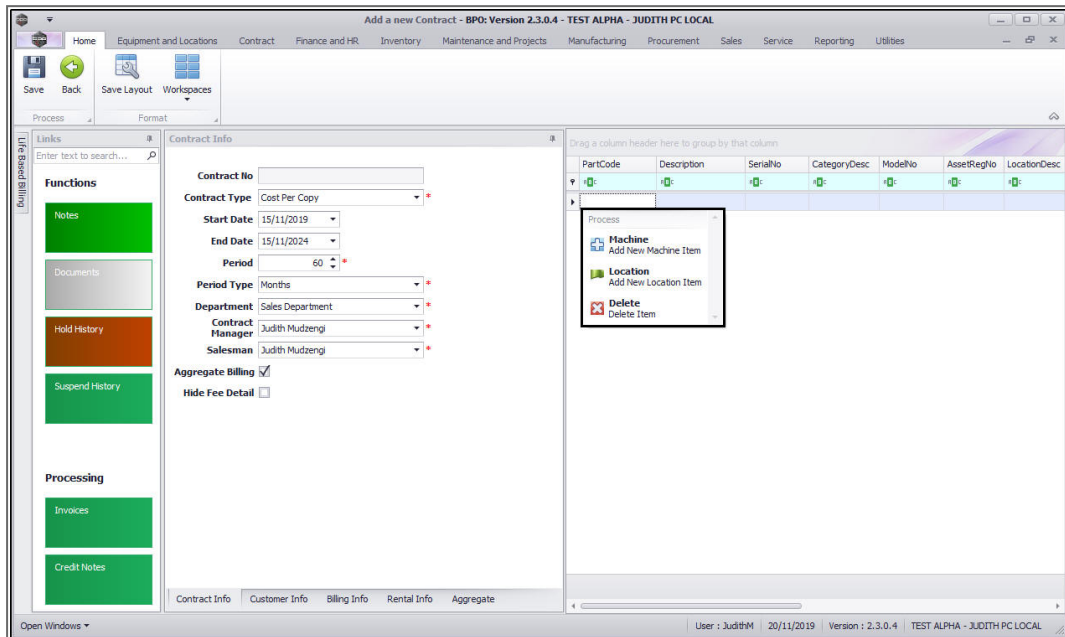 Add a new Contract - BPO: Version 2.3.0.4 - TEST ALPHA - JUDITH PC LOCAL
Home Equipment and Locations Contract Finance and HR Inventory Maintenance and Projects Manufacturing Procurement Sales Service Reporting Utilities
Save Back Save Layout Workspaces
Process Format
Life Based Billing
Links
Enter text to search...
Functions
Notes
Documents
Hold History
Suspend History
Processing
Invoices
Credit Notes
Contract Info
Contract No
Contract Type Cost Per Copy *
Start Date 15/11/2019
End Date 15/11/2024
Period 60 *
Period Type Months *
Department Sales Department *
Contract
Manager Judith Mudzengi *
Salesman Judith Mudzengi *
Aggregate Billing
Hide Fee Detail
Contract Info Customer Info Billing Info Rental Info Aggregate
Drag a column header here to group by that column
PartCode Description SerialNo CategoryDesc ModelNo AssetRegNo LocationDesc
Process
Machine
Add New Machine Item
Location
Add New Location Item
Delete
Delete Item
Open Windows User : JudithM 20/11/2019 Version : 2.3.0.4 TEST ALPHA - JUDITH PC LOCAL